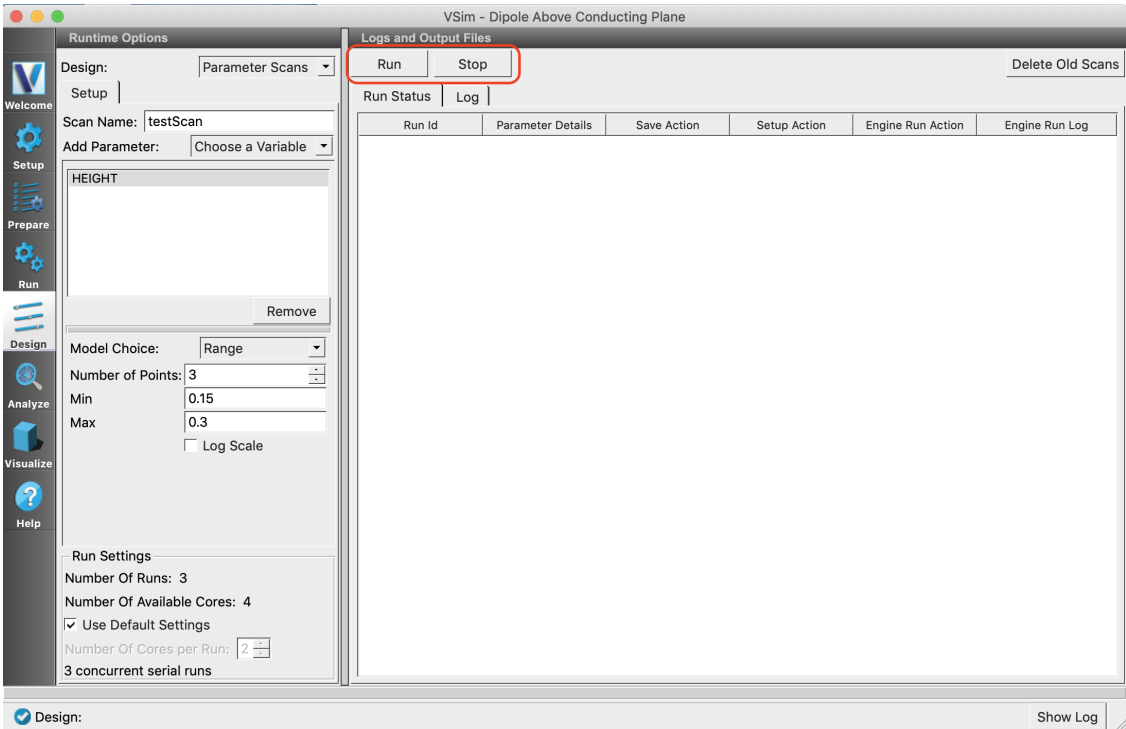 VSim - Dipole Above Conducting Plane
Welcome
Setup
Prepare
Run
Design
Analyze
Visualize
Help
Runtime Options
Design: Parameter Scans
Setup
Scan Name: testScan
Add Parameter: Choose a Variable
HEIGHT
Remove
Model Choice: Range
Number of Points: 3
Min 0.15
Max 0.3
Log Scale
Run Settings
Number Of Runs: 3
Number Of Available Cores: 4
Use Default Settings
Number Of Cores per Run: 2
3 concurrent serial runs
Logs and Output Files
Run Stop Delete Old Scans
Run Status Log
Run Id Parameter Details Save Action Setup Action Engine Run Action Engine Run Log
Design: Show Log